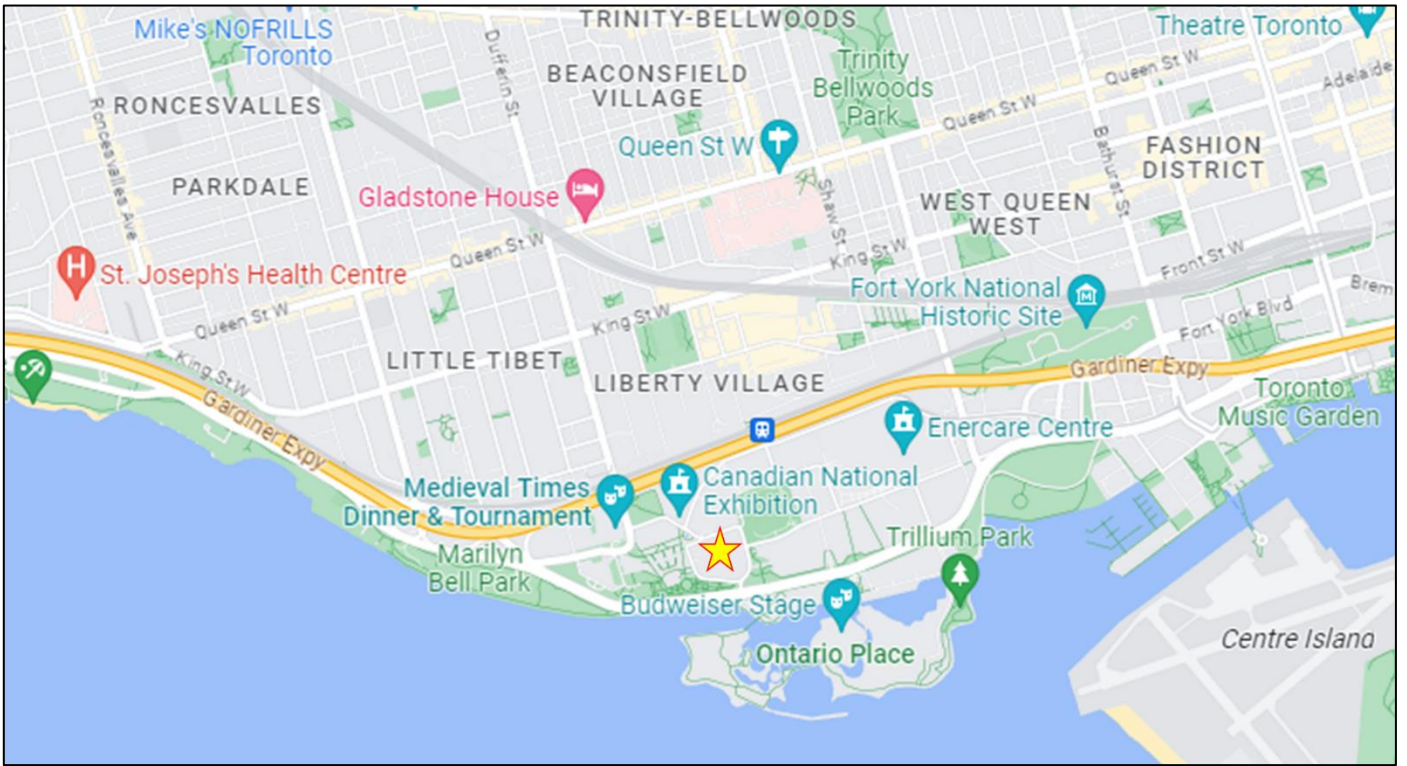 TRINITY-BELLWOODS
Mike's NOFRILLS
Toronto
Theatre Toronto
Dufferin St
BEACONSFIELD
VILLAGE
Trinity
Bellwoods
Park
Queen St W
Adelaide
RONCESVALLES
Roncesvalles Ave
Queen St W
Queen St W
Bathurst St
FASHION
DISTRICT
PARKDALE
Gladstone House
Shaw St
WEST QUEEN
WEST
Queen St W
King St W
Front St W
H
St. Joseph's Health Centre
Fort York National
Historic Site
M
Brem
Queen St W
King St W
Fort York Blvd
King St W
LITTLE TIBET
LIBERTY VILLAGE
Gardiner Expy
Gardiner Expy
Toronto
Music Garden
Enercare Centre
Medieval Times
Dinner & Tournament
Canadian National
Exhibition
Marilyn
Bell Park
Trillium Park
Budweiser Stage
Ontario Place
Centre Island